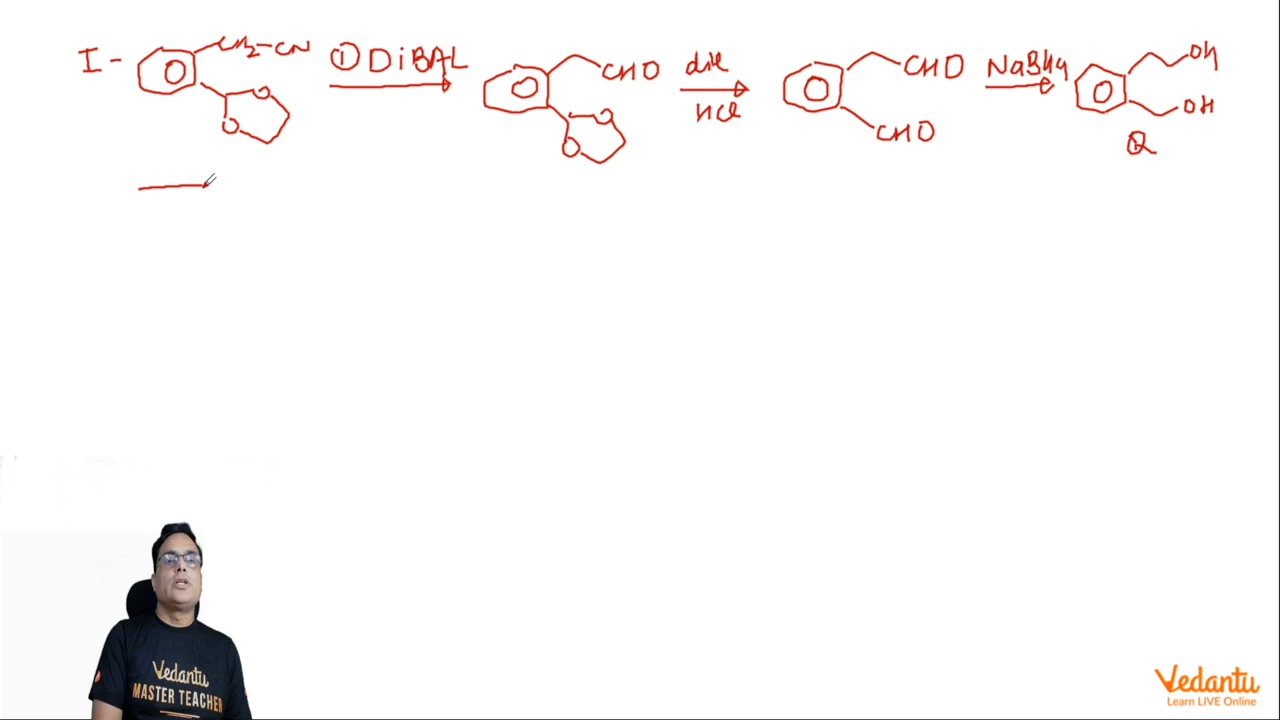 I - CH2-CN ① DiBAL CHO dil HCl CHO NaBH4 OH
O O O O CHO OH
Q
Vedantu
MASTER TEACHER
Vedantu
Learn LIVE Online